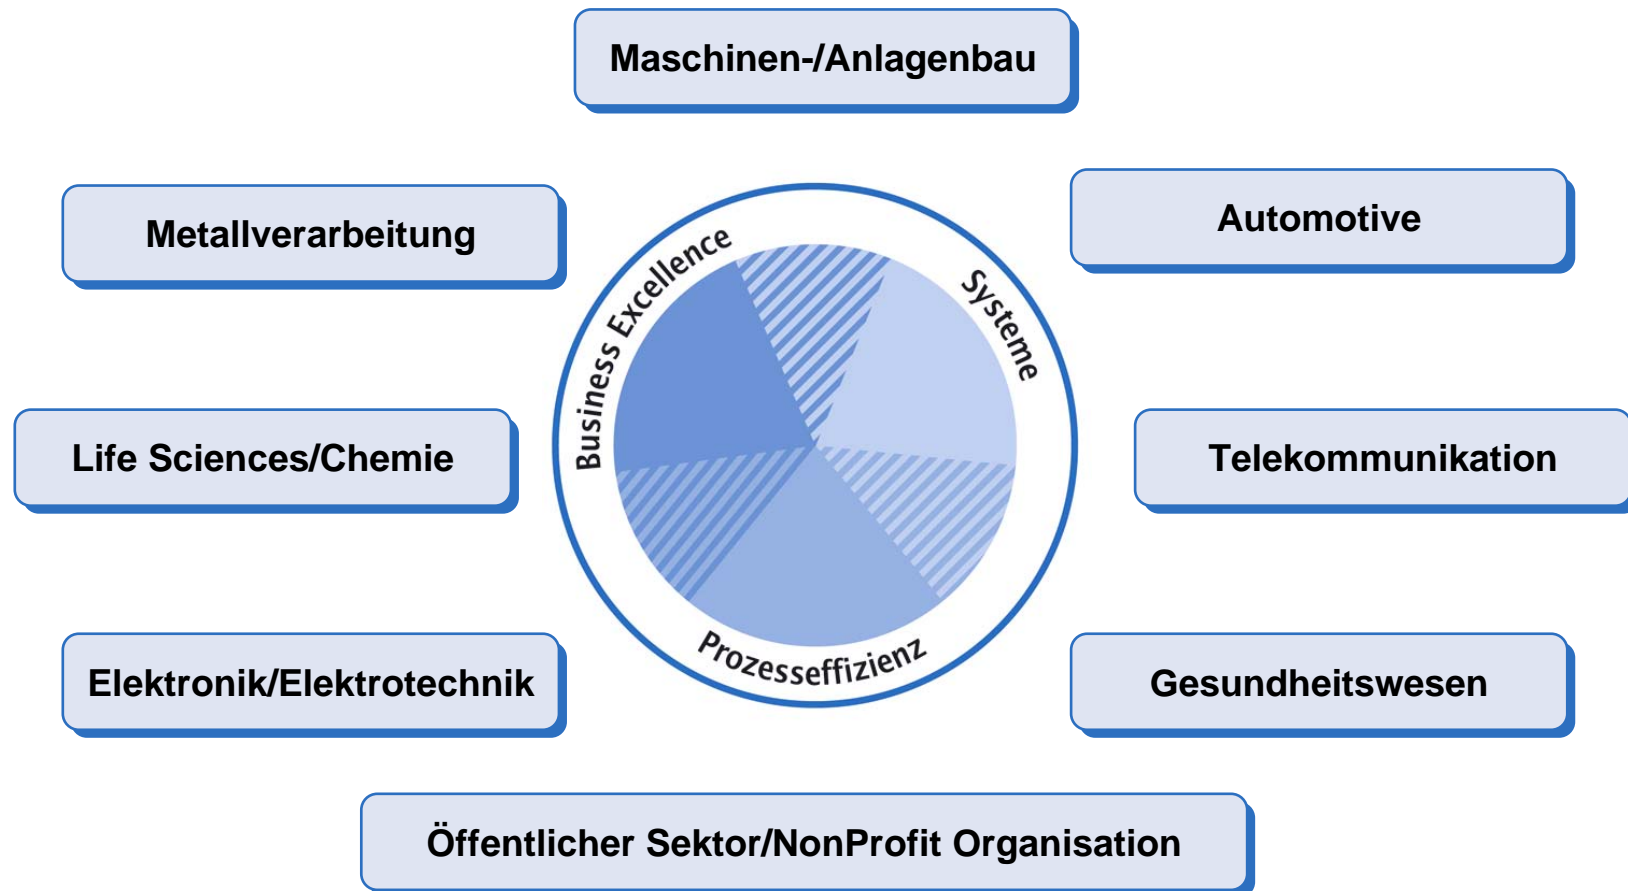 Maschinen-/Anlagenbau
Metallverarbeitung
Automotive
Business Excellence
Systeme
Life Sciences/Chemie
Telekommunikation
Prozesseffizienz
Elektronik/Elektrotechnik
Gesundheitswesen
Öffentlicher Sektor/NonProfit Organisation